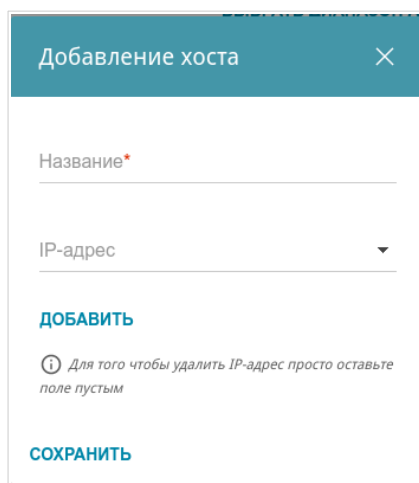 Добавление хоста
Название*
IP-адрес
ДОБАВИТЬ
Для того чтобы удалить IP-адрес просто оставьте
поле пустым
СОХРАНИТЬ